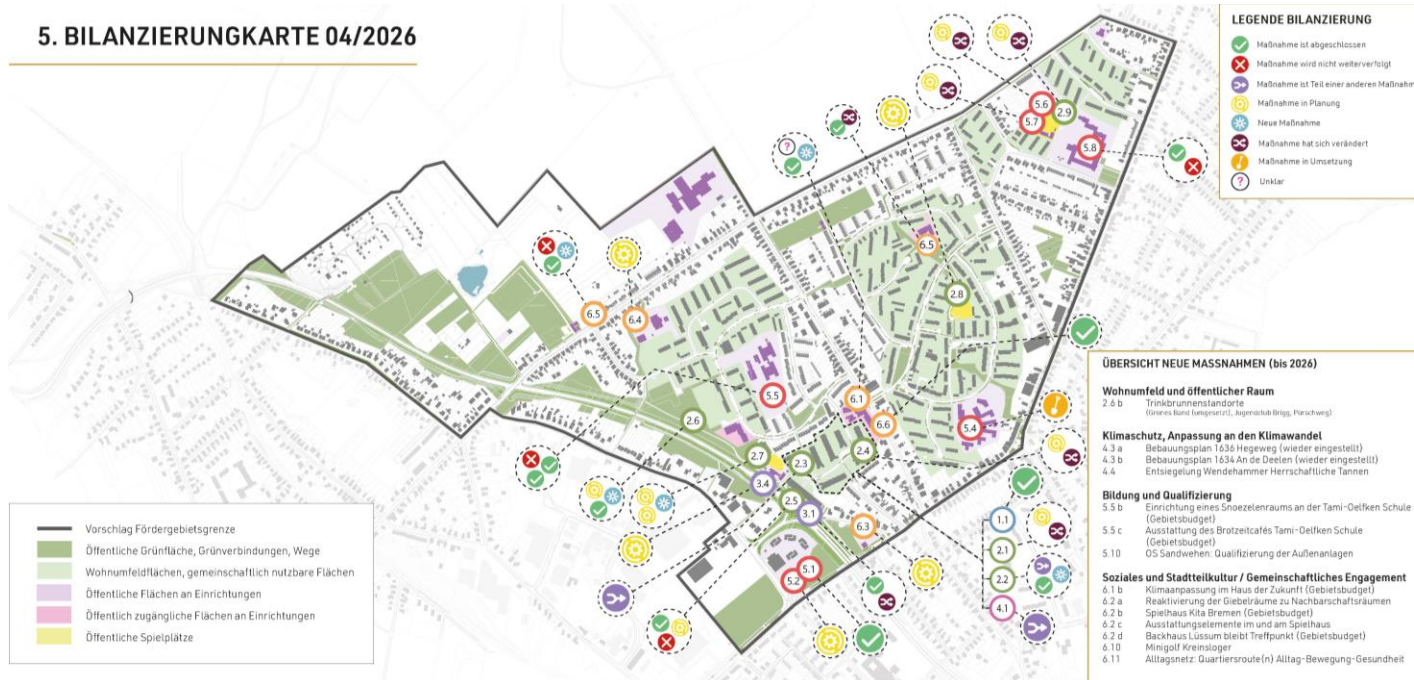 5. BILANZIERUNGKARTE 04/2026
LEGENDE BILANZIERUNG
Maßnahme ist abgeschlossen
Maßnahme wird nicht weiterverfolgt
Maßnahme ist Teil einer anderen Maßnahm
Maßnahme in Planung
Neue Maßnahme
Maßnahme hat sich verändert
Maßnahme in Umsetzung
? Unklar
5.6
2.9
5.7
5.8
?
6.5
2.8
6.5
6.4
5.5
6.1
6.6
5.4
2.6
2.7
2.3
2.4
3.4
2.5
3.1
6.3
5.1
5.2
1.1
2.1
2.2
4.1
Vorschlag Fördergebietsgrenze
Öffentliche Grünfläche, Grünverbindungen, Wege
Wohnumfeldflächen, gemeinschaftlich nutzbare Flächen
Öffentliche Flächen an Einrichtungen
Öffentlich zugängliche Flächen an Einrichtungen
Öffentliche Spielplätze
ÜBERSICHT NEUE MASSNAHMEN (bis 2026)
Wohnumfeld und öffentlicher Raum
2.6 b Trinkbrunnenstandorte
(Grünes Band (umgesetzt), Jugendclub Brügg, Pürschweg)
Klimaschutz, Anpassung an den Klimawandel
4.3 a Bebauungsplan 1636 Hegeweg (wieder eingestellt)
4.3 b Bebauungsplan 1634 An de Deelen (wieder eingestellt)
4.4 Entsiegelung Wendehammer Herrschaftliche Tannen
Bildung und Qualifizierung
5.5 b Einrichtung eines Snoezelenraums an der Tami-Oelfken Schule
(Gebietsbudget)
5.5 c Ausstattung des Brotzeitcafés Tami-Oelfken Schule
(Gebietsbudget)
5.10 OS Sandwehen: Qualifizierung der Außenanlagen
Soziales und Stadtteilkultur / Gemeinschaftliches Engagement
6.1 b Klimaanpassung im Haus der Zukunft (Gebietsbudget)
6.2 a Reaktivierung der Giebelräume zu Nachbarschaftsräumen
6.2 b Spielhaus Kita Bremen (Gebietsbudget)
6.2 c Ausstattungselemente im und am Spielhaus
6.2 d Backhaus Lüssum bleibt Treffpunkt (Gebietsbudget)
6.10 Minigolf Kreinsloger
6.11 Alltagsnetz: Quartiersroute(n) Alltag-Bewegung-Gesundheit